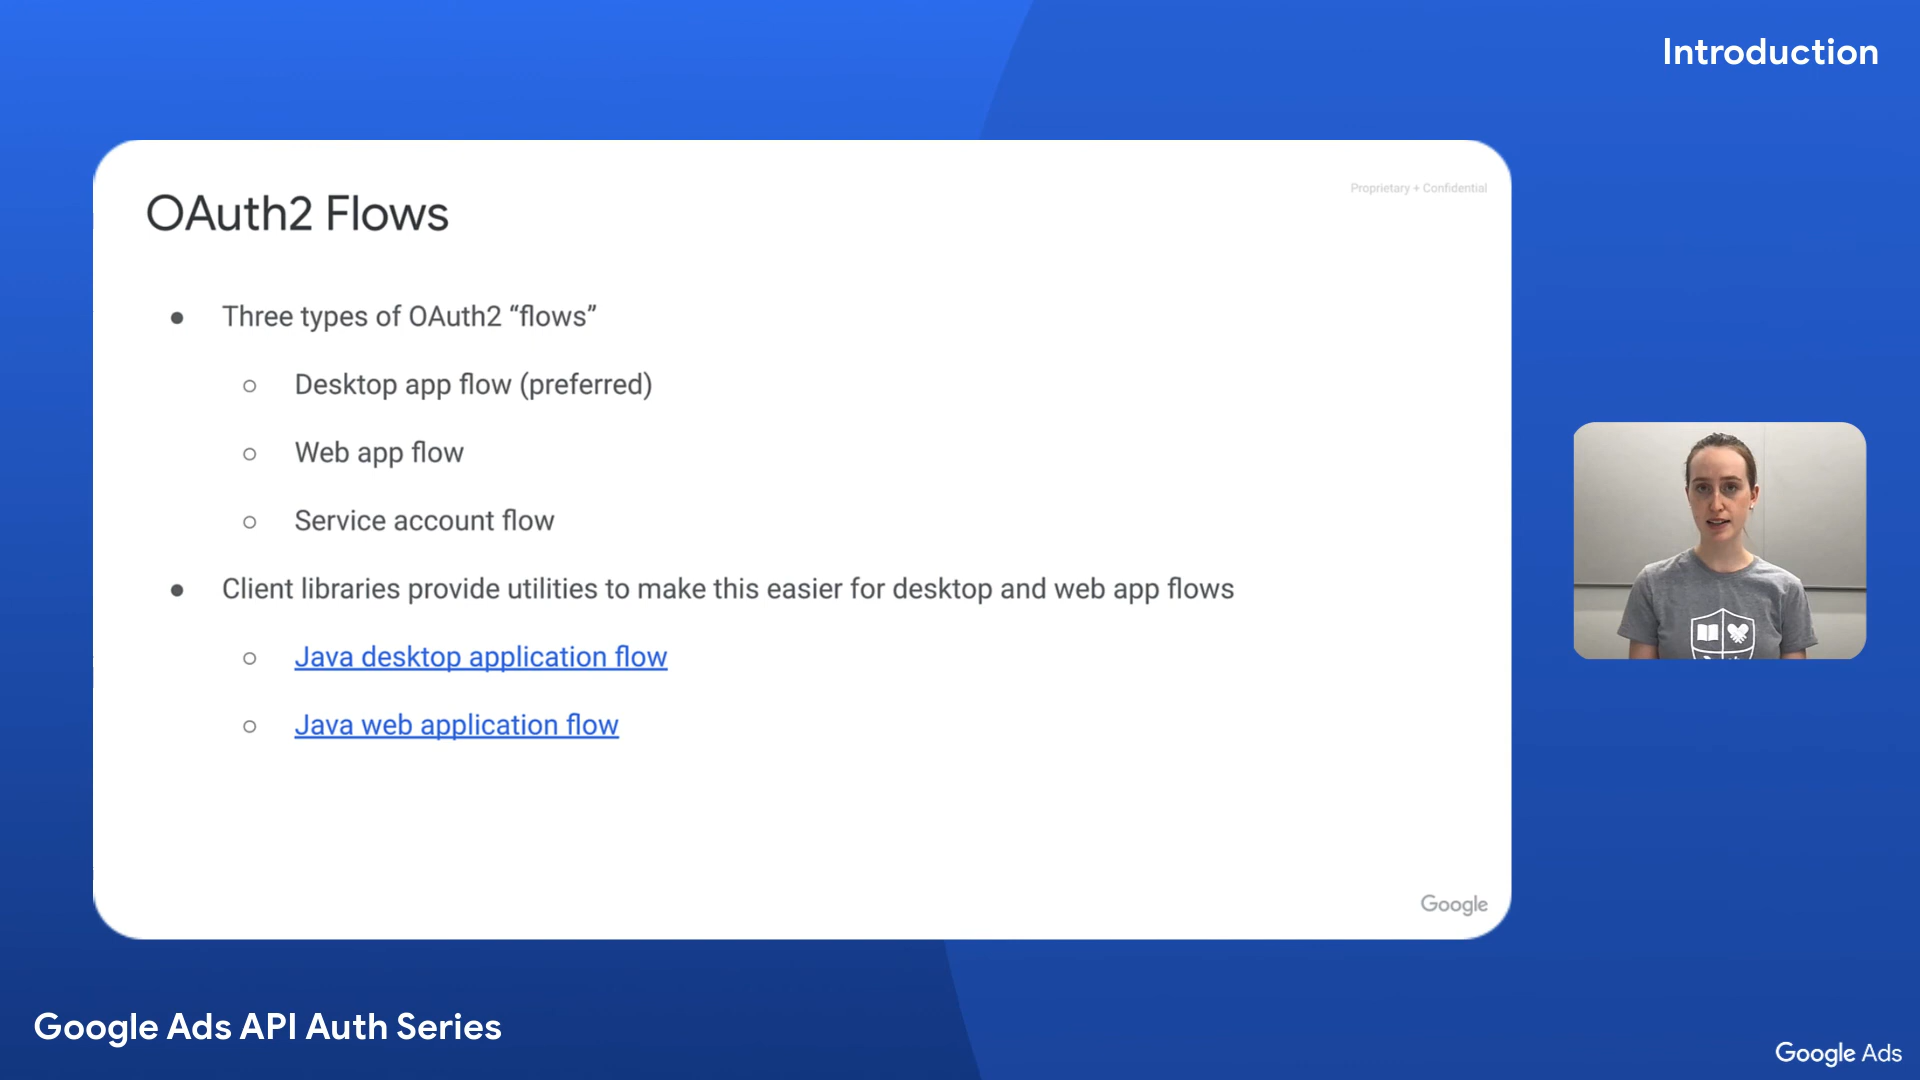 Introduction
Proprietary + Confidential
OAuth2 Flows
● Three types of OAuth2 “flows”
○ Desktop app flow (preferred)
○ Web app flow
○ Service account flow
● Client libraries provide utilities to make this easier for desktop and web app flows
○ Java desktop application flow
○ Java web application flow
Google
Google Ads API Auth Series
Google Ads